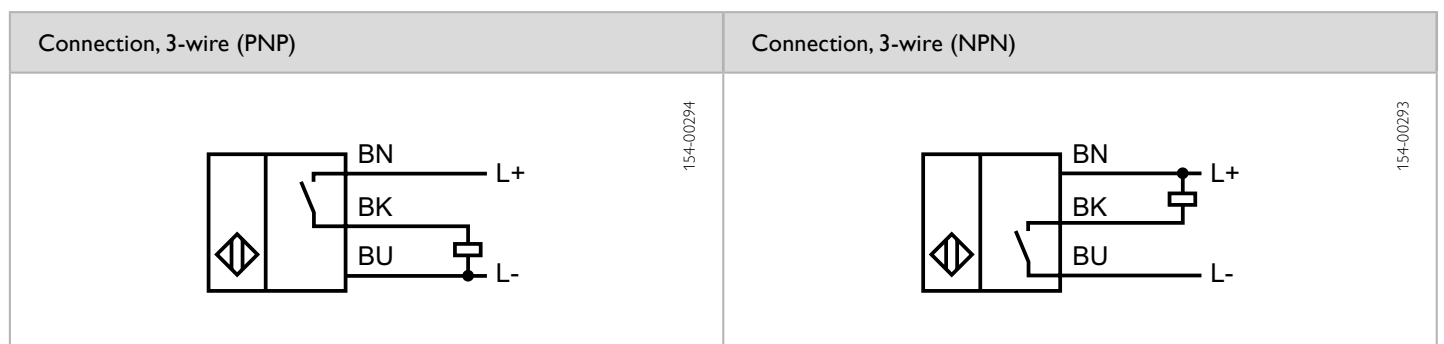 Connection, 3-wire (PNP)
Connection, 3-wire (NPN)
BN
L+
BK
BU
L-
154-00294
BN
L+
BK
BU
L-
154-00293